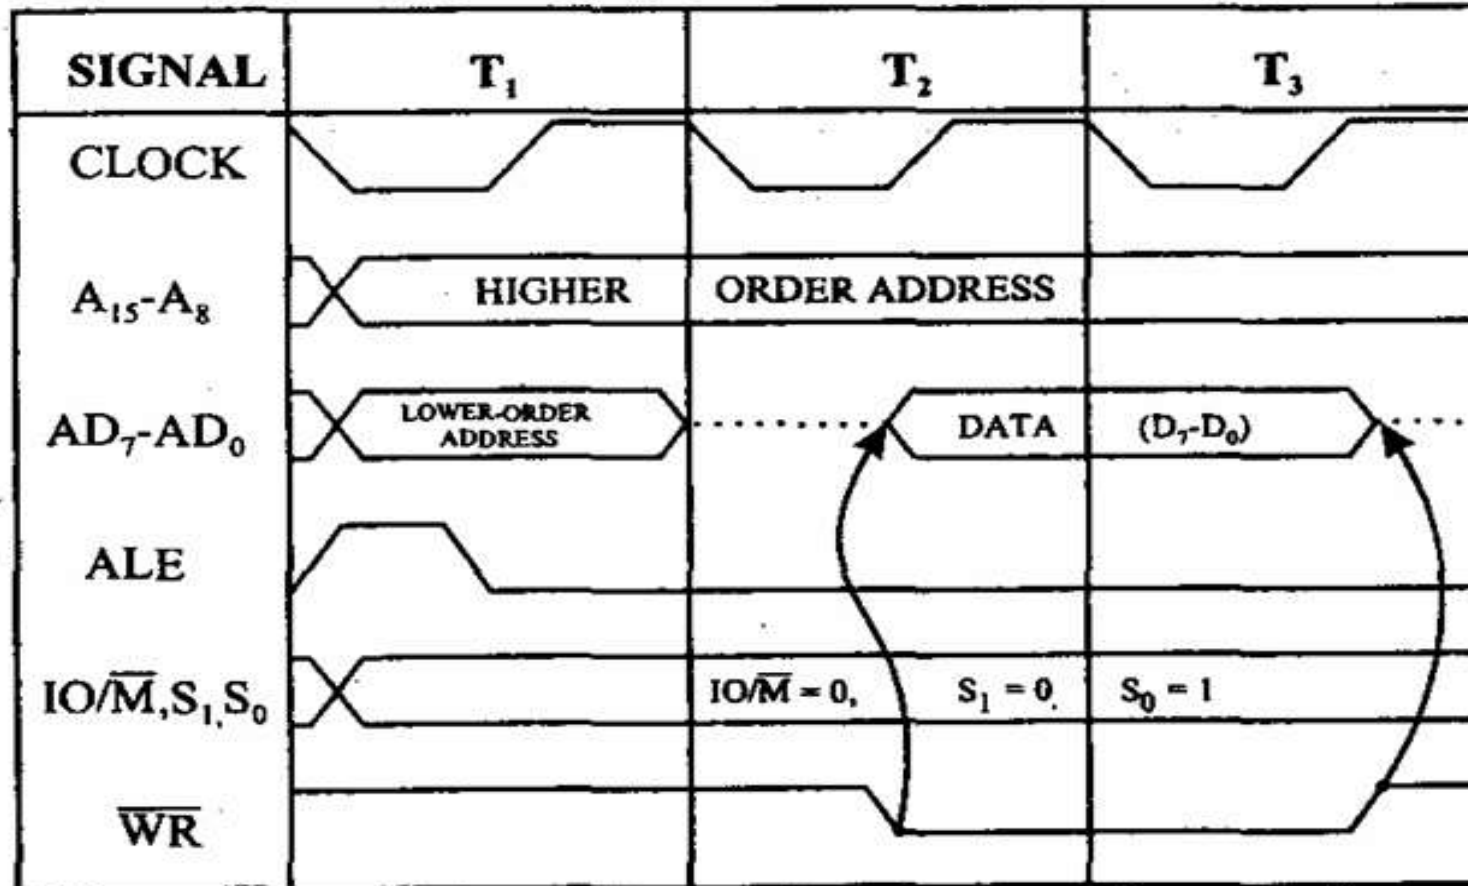 SIGNAL T₁ T₂ T₃
CLOCK
A₁₅-A₈ HIGHER ORDER ADDRESS
AD₇-AD₀ LOWER-ORDER ADDRESS DATA (D₇-D₀)
ALE
IO/M̅,S₁,S₀ IO/M̅ = 0, S₁ = 0, S₀ = 1
W̅R̅